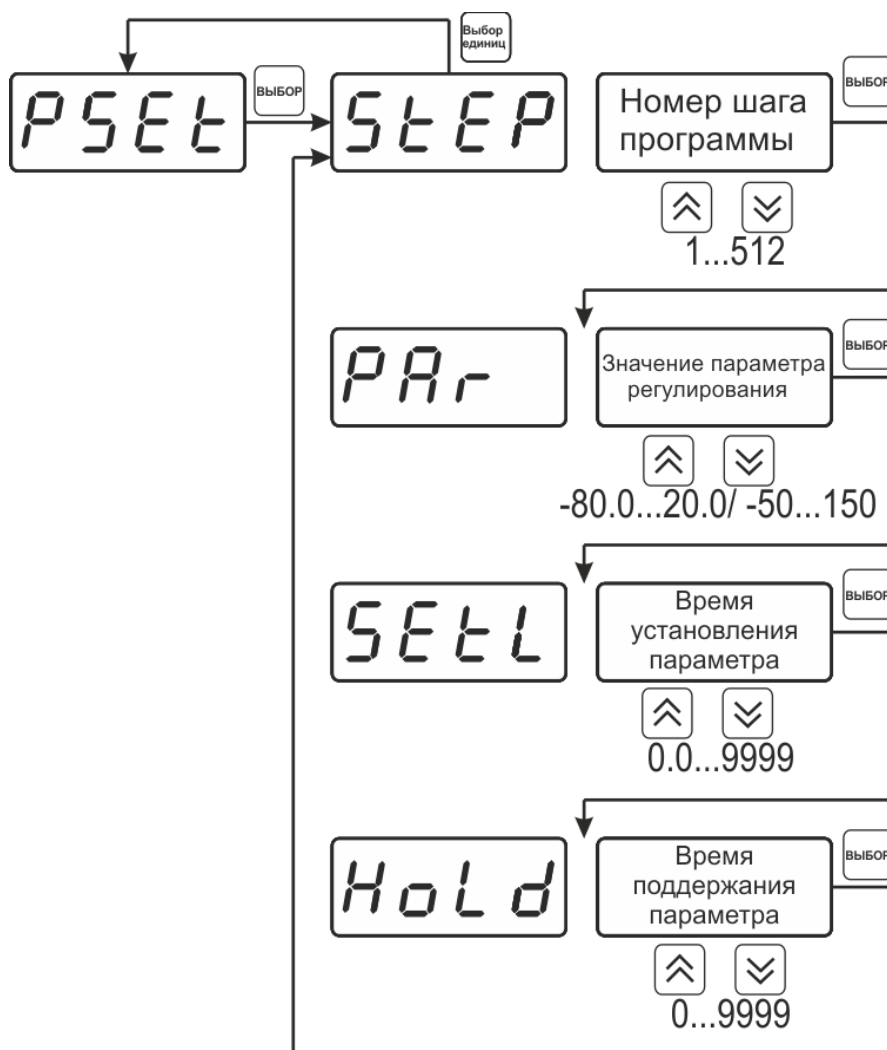 Выбор
единиц
PSEt
ВЫБОР
StEP
Номер шага
программы
ВЫБОР
1...512
PAr
Значение параметра
регулирования
ВЫБОР
-80.0...20.0/ -50...150
SEtL
Время
установления
параметра
ВЫБОР
0.0...9999
HoLd
Время
поддержания
параметра
ВЫБОР
0...9999